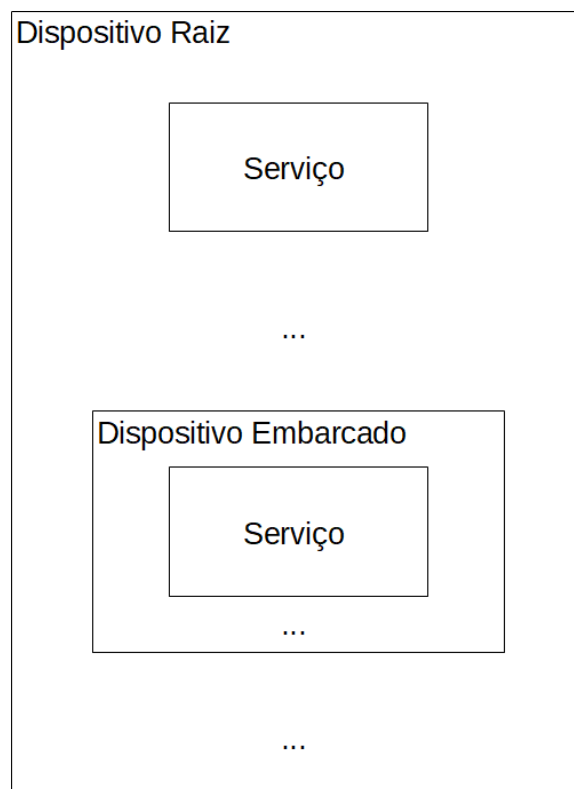 Dispositivo Raiz
Serviço
...
Dispositivo Embarcado
Serviço
...
...